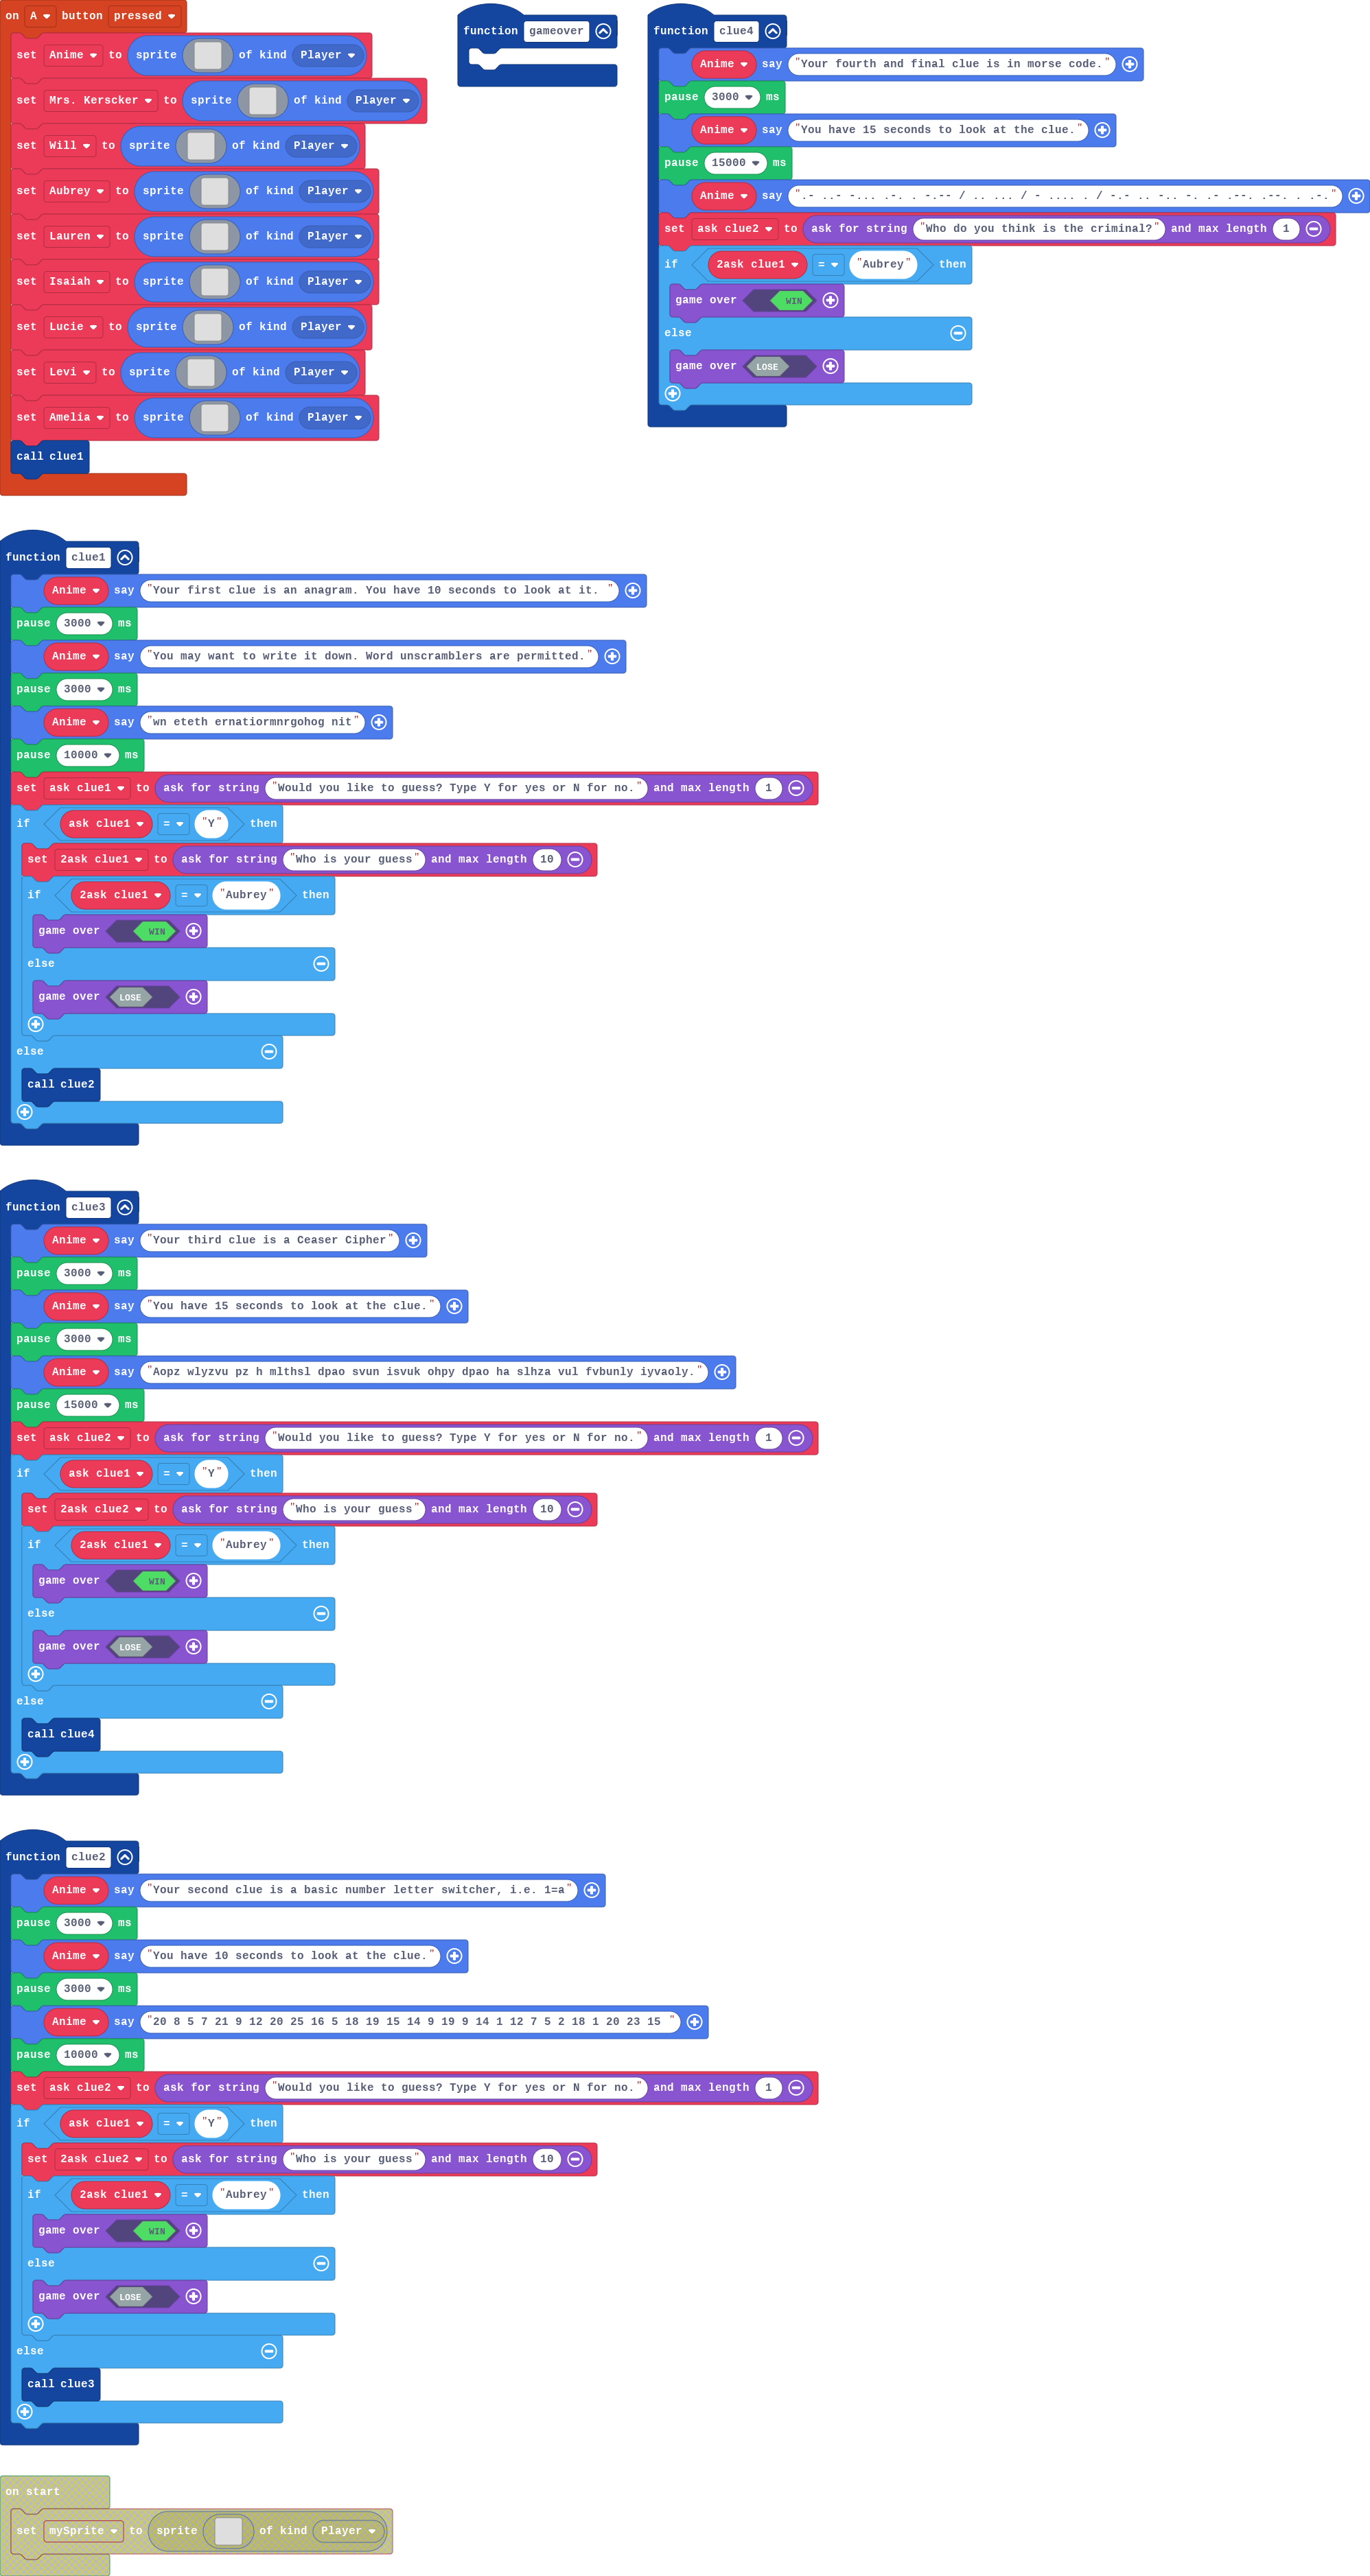 on A button pressed
set Anime to sprite of kind Player
set Mrs. Kerscker to sprite of kind Player
set Will to sprite of kind Player
set Aubrey to sprite of kind Player
set Lauren to sprite of kind Player
set Isaiah to sprite of kind Player
set Lucie to sprite of kind Player
set Levi to sprite of kind Player
set Amelia to sprite of kind Player
call clue1
function gameover
function clue4
Anime say "Your fourth and final clue is in morse code."
pause 3000 ms
Anime say "You have 15 seconds to look at the clue."
pause 15000 ms
Anime say ".- ..- -... .-. . -.-- / .. ... / - .... . / -.- .. -.. -. .- .--. .--. . .-."
set ask clue2 to ask for string "Who do you think is the criminal?" and max length 1
if 2ask clue1 = "Aubrey" then
game over WIN
else
game over LOSE
function clue1
Anime say "Your first clue is an anagram. You have 10 seconds to look at it. "
pause 3000 ms
Anime say "You may want to write it down. Word unscramblers are permitted."
pause 3000 ms
Anime say "wn eteth ernatiormnrgohog nit"
pause 10000 ms
set ask clue1 to ask for string "Would you like to guess? Type Y for yes or N for no." and max length 1
if ask clue1 = "Y" then
set 2ask clue1 to ask for string "Who is your guess" and max length 10
if 2ask clue1 = "Aubrey" then
game over WIN
else
game over LOSE
else
call clue2
function clue3
Anime say "Your third clue is a Ceaser Cipher"
pause 3000 ms
Anime say "You have 15 seconds to look at the clue."
pause 3000 ms
Anime say "Aopz wlyzvu pz h mlthsl dpao svun isvuk ohpy dpao ha slhza vul fvbunly iyvaoly."
pause 15000 ms
set ask clue2 to ask for string "Would you like to guess? Type Y for yes or N for no." and max length 1
if ask clue1 = "Y" then
set 2ask clue2 to ask for string "Who is your guess" and max length 10
if 2ask clue1 = "Aubrey" then
game over WIN
else
game over LOSE
else
call clue4
function clue2
Anime say "Your second clue is a basic number letter switcher, i.e. 1=a"
pause 3000 ms
Anime say "You have 10 seconds to look at the clue."
pause 3000 ms
Anime say "20 8 5 7 21 9 12 20 25 16 5 18 19 15 14 9 19 9 14 1 12 7 5 2 18 1 20 23 15 "
pause 10000 ms
set ask clue2 to ask for string "Would you like to guess? Type Y for yes or N for no." and max length 1
if ask clue1 = "Y" then
set 2ask clue2 to ask for string "Who is your guess" and max length 10
if 2ask clue1 = "Aubrey" then
game over WIN
else
game over LOSE
else
call clue3
on start
set mySprite to sprite of kind Player